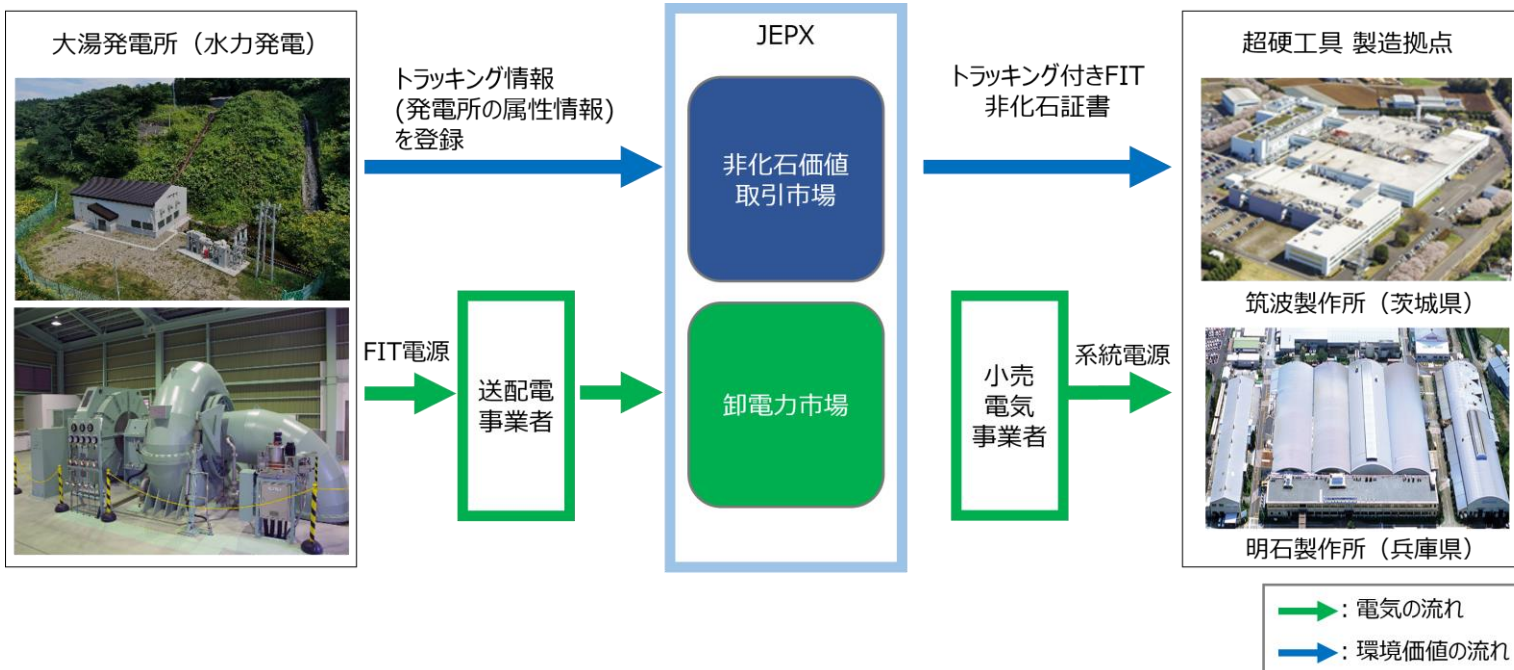 大湯発電所（水力発電）
トラッキング情報
(発電所の属性情報)
を登録
FIT電源
送配電
事業者
JEPX
非化石価値
取引市場
卸電力市場
トラッキング付きFIT
非化石証書
小売
電気
事業者
系統電源
超硬工具 製造拠点
筑波製作所（茨城県）
明石製作所（兵庫県）
：電気の流れ
：環境価値の流れ